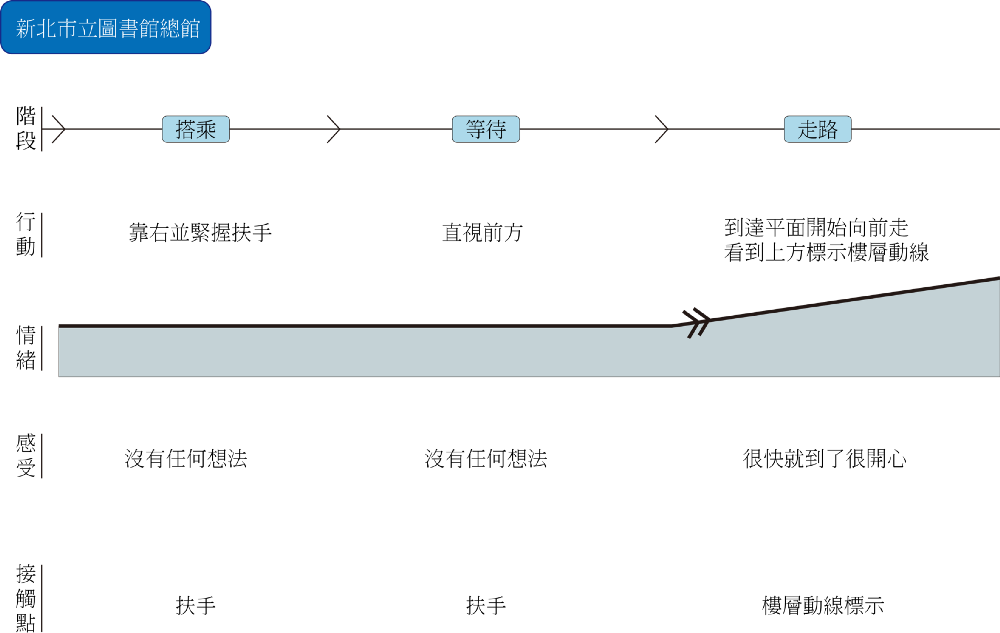 新北市立圖書館總館
階段
搭乘
等待
走路
行動
靠右並緊握扶手
直視前方
到達平面開始向前走
看到上方標示樓層動線
情緒
感受
沒有任何想法
沒有任何想法
很快就到了很開心
接觸點
扶手
扶手
樓層動線標示